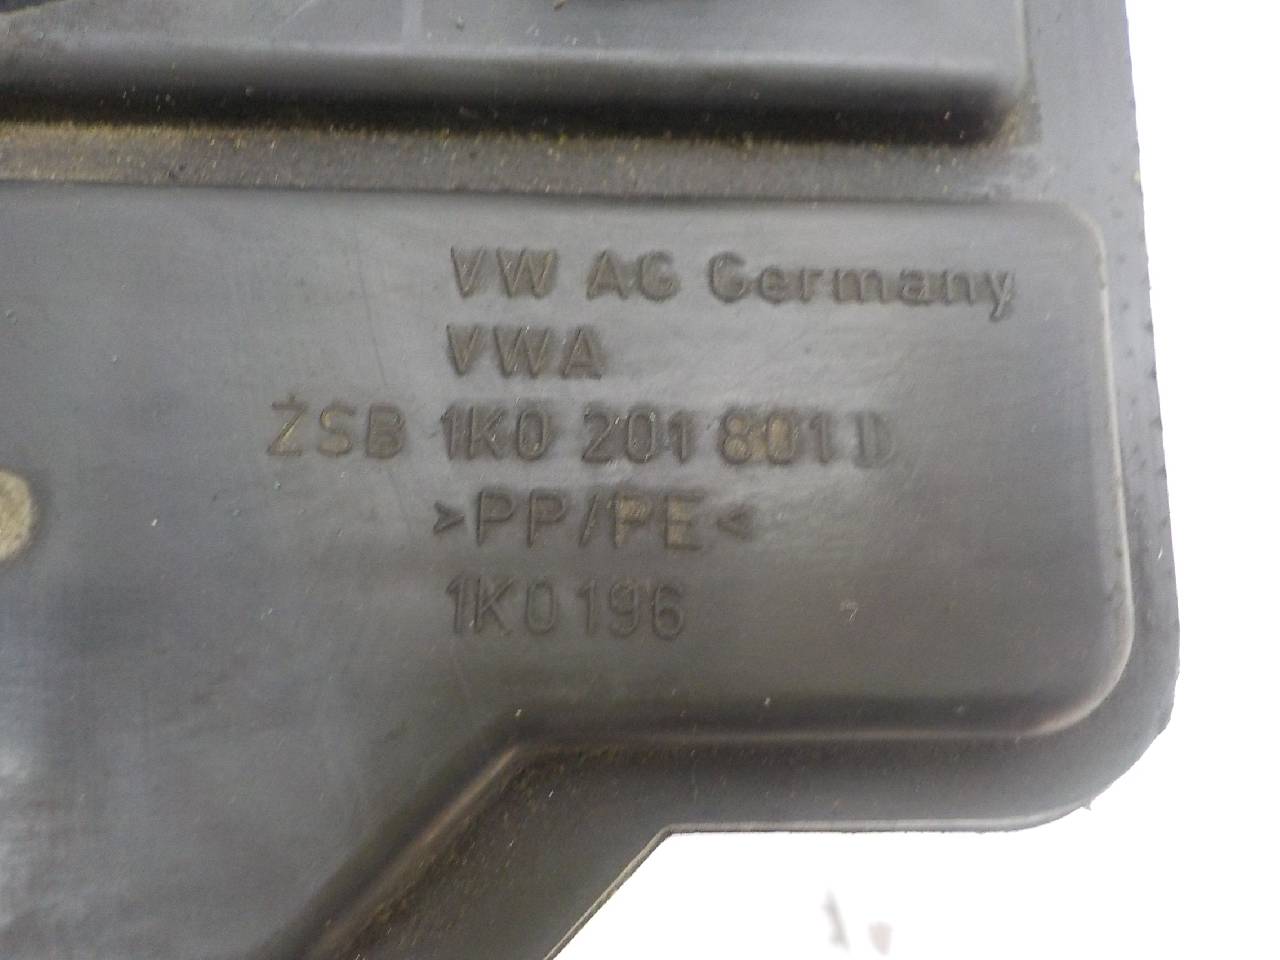 VW AG Germany
VWA
ZSB 1K0 201 801 D
>PP/PE<
1K0196